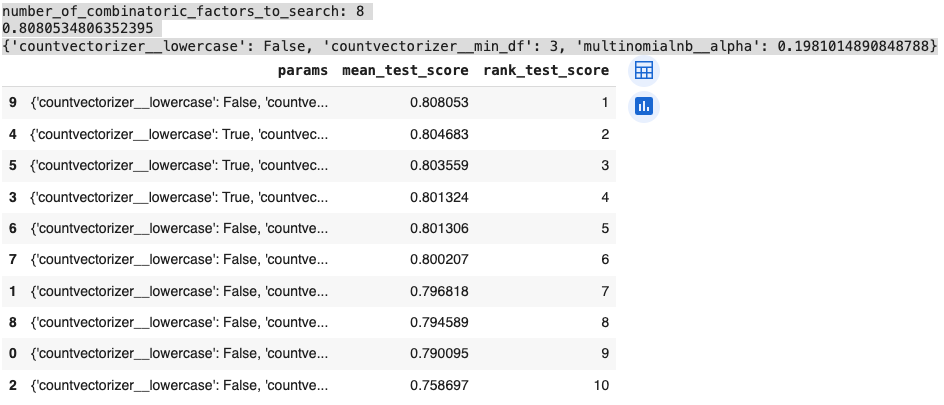 number_of_combinatoric_factors_to_search: 8
0.8080534806352395
{'countvectorizer__lowercase': False, 'countvectorizer__min_df': 3, 'multinomialnb__alpha': 0.1981014890848788}
params mean_test_score rank_test_score
9 {'countvectorizer__lowercase': False, 'countve... 0.808053 1
4 {'countvectorizer__lowercase': True, 'countvec... 0.804683 2
5 {'countvectorizer__lowercase': True, 'countvec... 0.803559 3
3 {'countvectorizer__lowercase': True, 'countvec... 0.801324 4
6 {'countvectorizer__lowercase': False, 'countve... 0.801306 5
7 {'countvectorizer__lowercase': False, 'countve... 0.800207 6
1 {'countvectorizer__lowercase': False, 'countve... 0.796818 7
8 {'countvectorizer__lowercase': False, 'countve... 0.794589 8
0 {'countvectorizer__lowercase': False, 'countve... 0.790095 9
2 {'countvectorizer__lowercase': False, 'countve... 0.758697 10